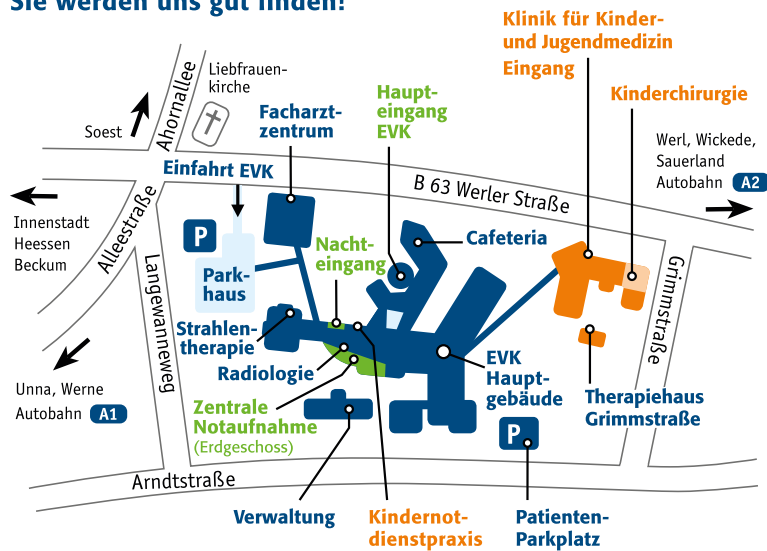 Sie werden uns gut finden!
Klinik für Kinder-
und Jugendmedizin
Eingang
Kinderchirurgie
Ahornallee
Liebfrauen-
kirche
Soest
Facharzt-
zentrum
Haupt-
eingang
EVK
Werl, Wickede,
Sauerland
Autobahn A2
Einfahrt EVK
B 63 Werler Straße
Innenstadt
Heessen
Beckum
Alleestraße
P
Park-
haus
Nacht-
eingang
Cafeteria
Langewanneweg
Grimmstraße
Strahlen-
therapie
Radiologie
EVK
Haupt-
gebäude
Unna, Werne
Autobahn A1
Zentrale
Notaufnahme
(Erdgeschoss)
Therapiehaus
Grimmstraße
P
Arndtstraße
Verwaltung
Kindernot-
dienstpraxis
Patienten-
Parkplatz